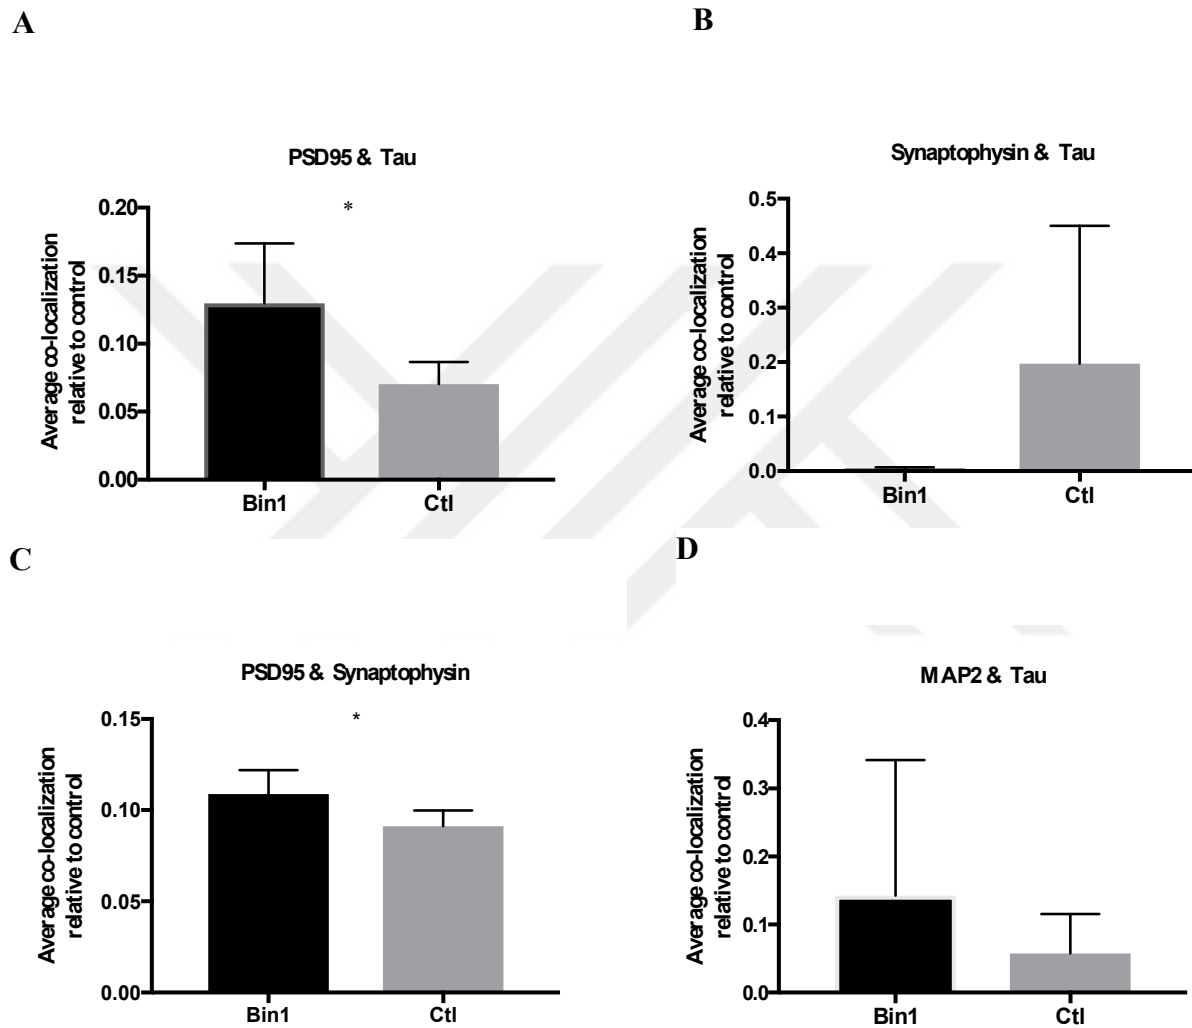 A
PSD95 & Tau
*
0.20
0.15
0.10
0.05
0.00
Average co-localization
relative to control
Bin1
Ctl
B
Synaptophysin & Tau
0.5
0.4
0.3
0.2
0.1
0.0
Average co-localization
relative to control
Bin1
Ctl
C
PSD95 & Synaptophysin
*
0.15
0.10
0.05
0.00
Average co-localization
relative to control
Bin1
Ctl
D
MAP2 & Tau
0.4
0.3
0.2
0.1
0.0
Average co-localization
relative to control
Bin1
Ctl